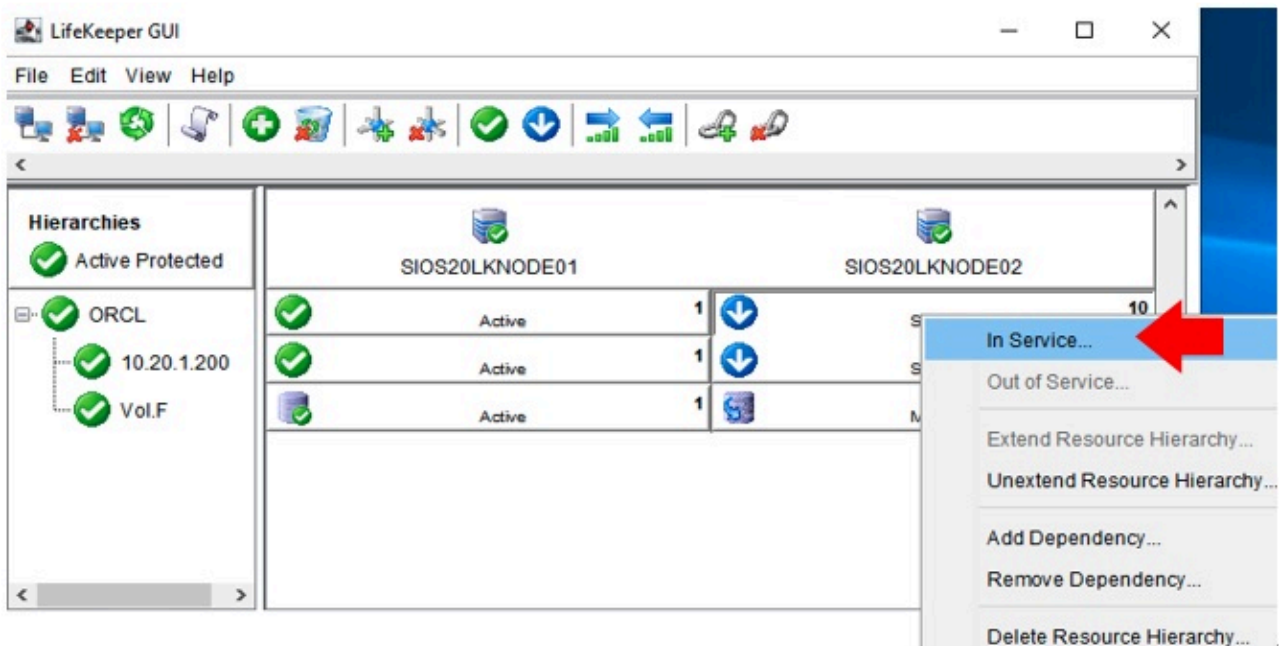 LifeKeeper GUI
File Edit View Help
Hierarchies
Active Protected
SIOS20LKNODE01
SIOS20LKNODE02
ORCL
Active 1
10
10.20.1.200
Active 1
Vol.F
Active 1
In Service...
Out of Service...
Extend Resource Hierarchy...
Unextend Resource Hierarchy...
Add Dependency...
Remove Dependency...
Delete Resource Hierarchy...